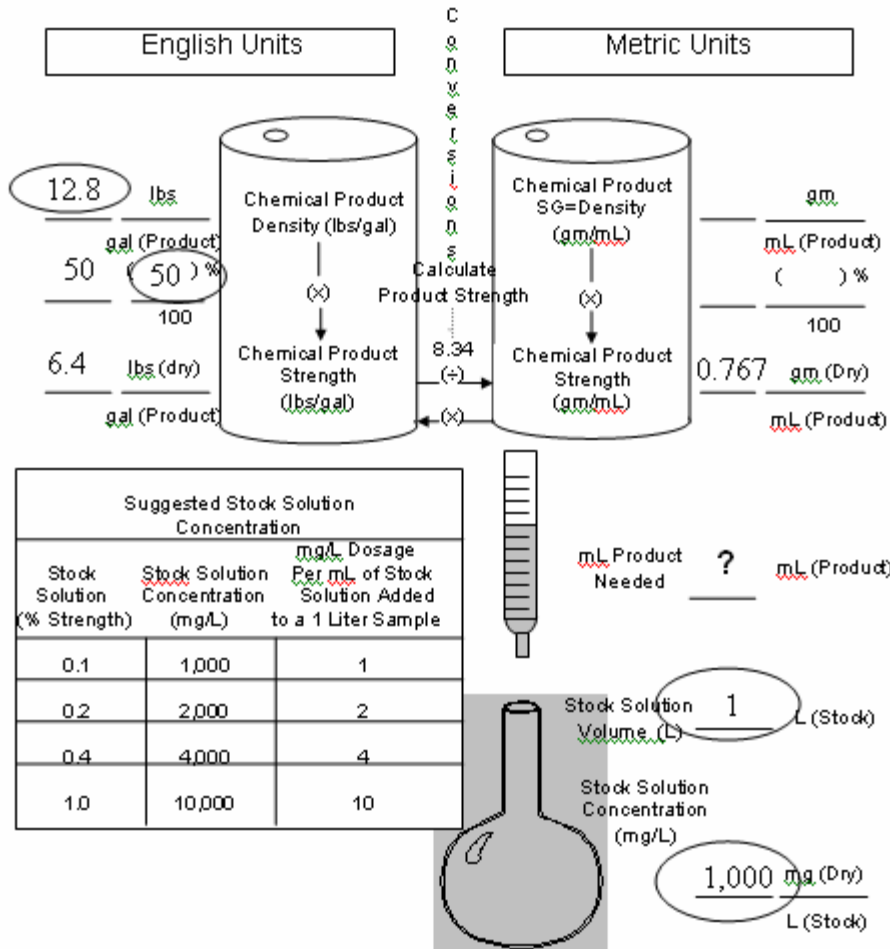 English Units
Conversions
Metric Units
12.8 lbs
gal (Product)
50 ( 50 ) %
100
6.4 lbs (dry)
gal (Product)
Chemical Product
Density (lbs/gal)
(x)
Chemical Product
Strength
(lbs/gal)
Calculate
Product Strength
8.34
(÷)
(x)
Chemical Product
SG=Density
(gm/mL)
(x)
Chemical Product
Strength
(gm/mL)
gm
mL (Product)
( ) %
100
0.767 gm (Dry)
mL (Product)
Suggested Stock Solution
Concentration
Stock
Solution
(% Strength)
Stock Solution
Concentration
(mg/L)
mg/L Dosage
Per mL of Stock
Solution Added
to a 1 Liter Sample
0.1 1,000 1
0.2 2,000 2
0.4 4,000 4
1.0 10,000 10
mL Product
Needed
? mL (Product)
Stock Solution
Volume (L)
1 L (Stock)
Stock Solution
Concentration
(mg/L)
1,000 mg (Dry)
L (Stock)